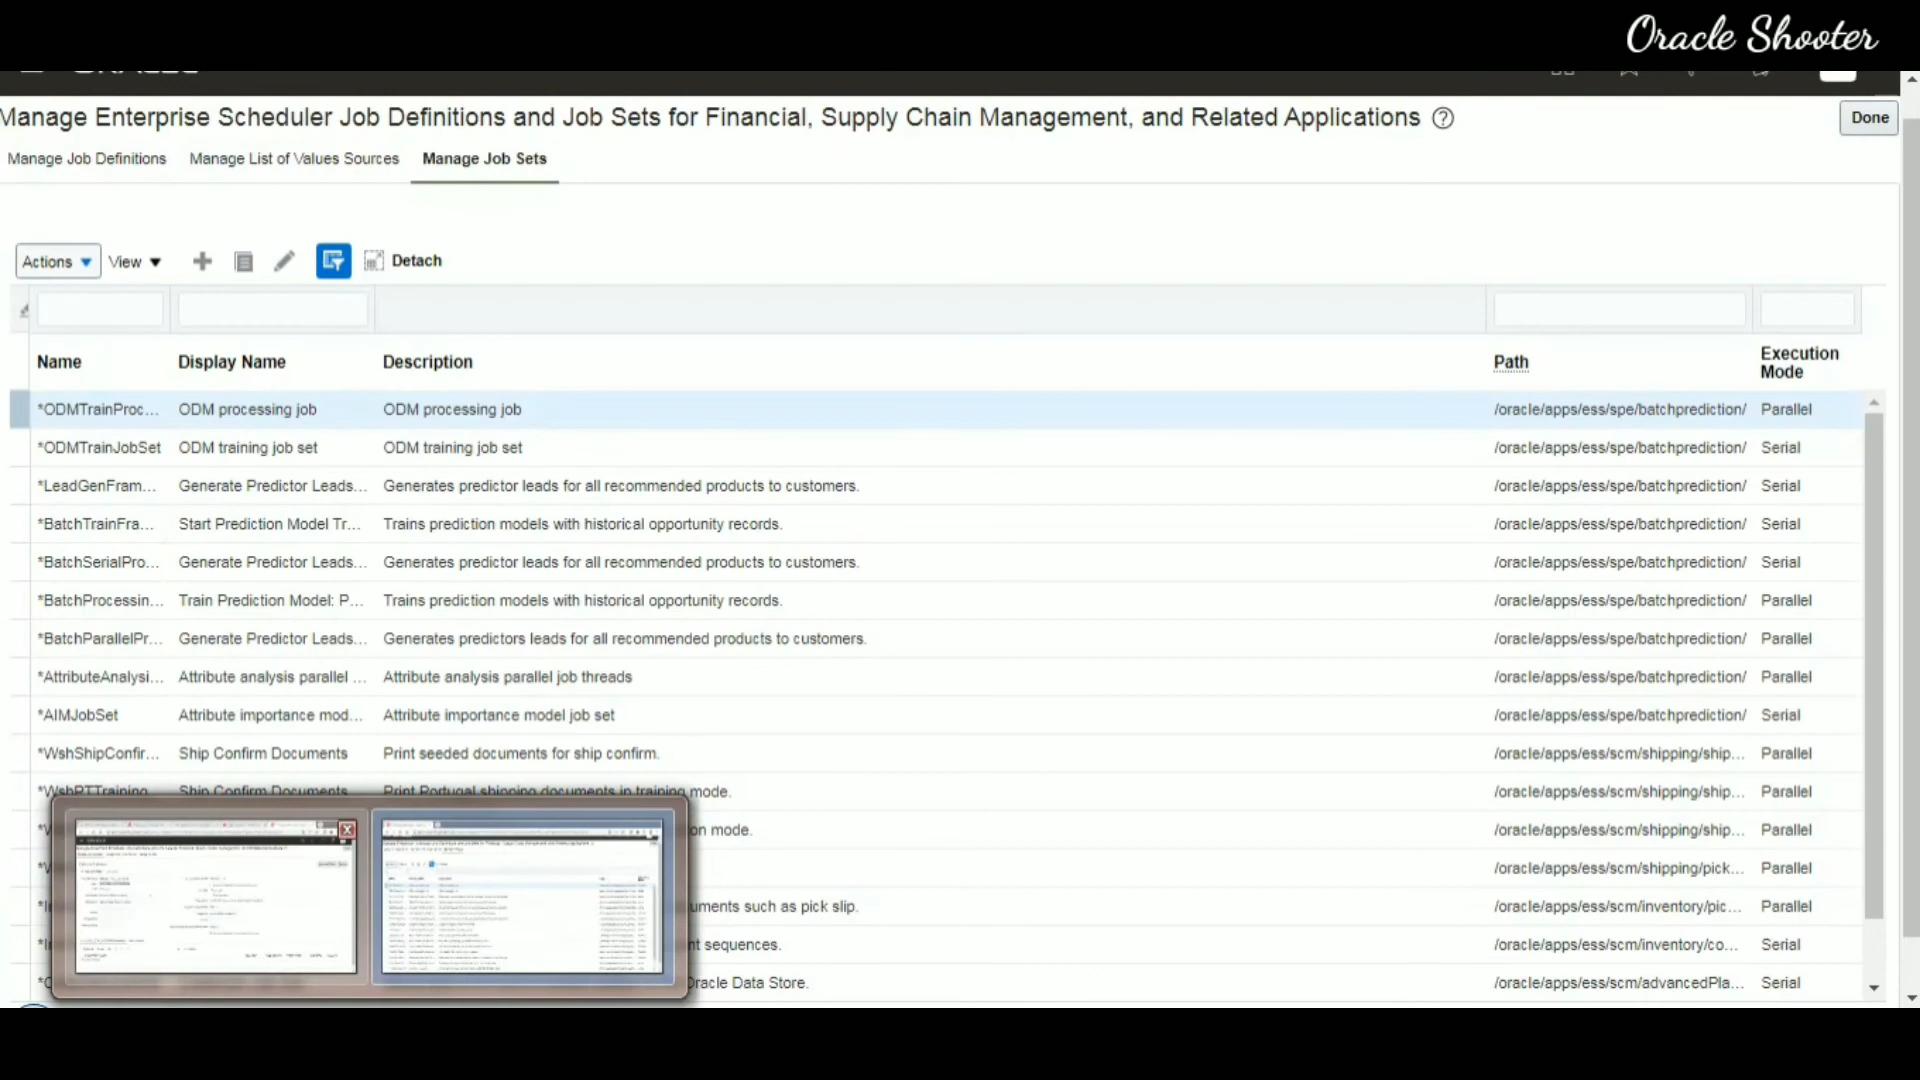 Oracle Shooter
Manage Enterprise Scheduler Job Definitions and Job Sets for Financial, Supply Chain Management, and Related Applications
Done
Manage Job Definitions Manage List of Values Sources Manage Job Sets
Actions View Detach
Name Display Name Description Path Execution Mode
*ODMTrainProc... ODM processing job ODM processing job /oracle/apps/ess/spe/batchprediction/ Parallel
*ODMTrainJobSet ODM training job set ODM training job set /oracle/apps/ess/spe/batchprediction/ Serial
*LeadGenFram... Generate Predictor Leads... Generates predictor leads for all recommended products to customers. /oracle/apps/ess/spe/batchprediction/ Serial
*BatchTrainFra... Start Prediction Model Tr... Trains prediction models with historical opportunity records. /oracle/apps/ess/spe/batchprediction/ Serial
*BatchSerialPro... Generate Predictor Leads... Generates predictor leads for all recommended products to customers. /oracle/apps/ess/spe/batchprediction/ Serial
*BatchProcessin... Train Prediction Model: P... Trains prediction models with historical opportunity records. /oracle/apps/ess/spe/batchprediction/ Parallel
*BatchParallelPr... Generate Predictor Leads... Generates predictors leads for all recommended products to customers. /oracle/apps/ess/spe/batchprediction/ Parallel
*AttributeAnalysi... Attribute analysis parallel ... Attribute analysis parallel job threads /oracle/apps/ess/spe/batchprediction/ Parallel
*AIMJobSet Attribute importance mod... Attribute importance model job set /oracle/apps/ess/spe/batchprediction/ Serial
*WshShipConfir... Ship Confirm Documents Print seeded documents for ship confirm. /oracle/apps/ess/scm/shipping/ship... Parallel
*WshPTTraining Ship Confirm Documents Print Portugal shipping documents in training mode. /oracle/apps/ess/scm/shipping/ship... Parallel
on mode. /oracle/apps/ess/scm/shipping/ship... Parallel
/oracle/apps/ess/scm/shipping/pick... Parallel
uments such as pick slip. /oracle/apps/ess/scm/inventory/pic... Parallel
nt sequences. /oracle/apps/ess/scm/inventory/co... Serial
Oracle Data Store. /oracle/apps/ess/scm/advancedPla... Serial